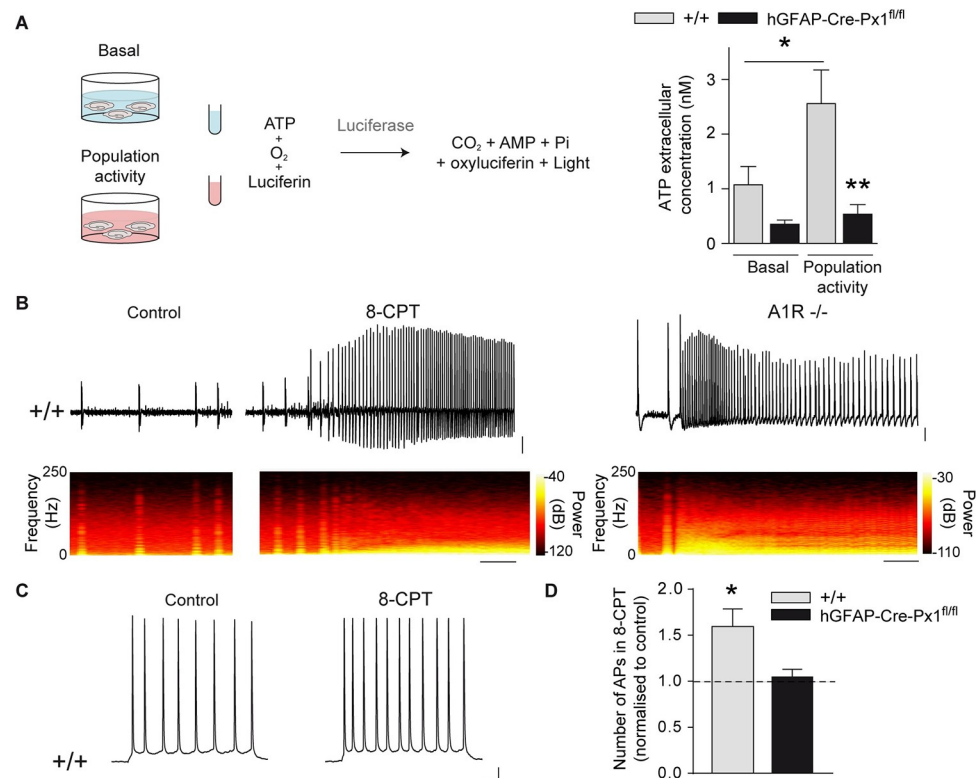 A
Basal
Population
activity
ATP
+
O₂
+
Luciferin
Luciferase
CO₂ + AMP + Pi
+ oxyluciferin + Light
+/+ hGFAP-Cre-Px1fl/fl
ATP extracellular
concentration (nM)
3
2
1
0
*
**
Basal
Population
activity
B
Control
8-CPT
A1R -/-
+/+
Frequency
(Hz)
250
0
-40
120
Power
(dB)
Frequency
(Hz)
250
0
-30
-110
Power
(dB)
C
Control
8-CPT
+/+
D
Number of APs in 8-CPT
(normalised to control)
2.0
1.5
1.0
0.5
0.0
*
+/+
hGFAP-Cre-Px1fl/fl